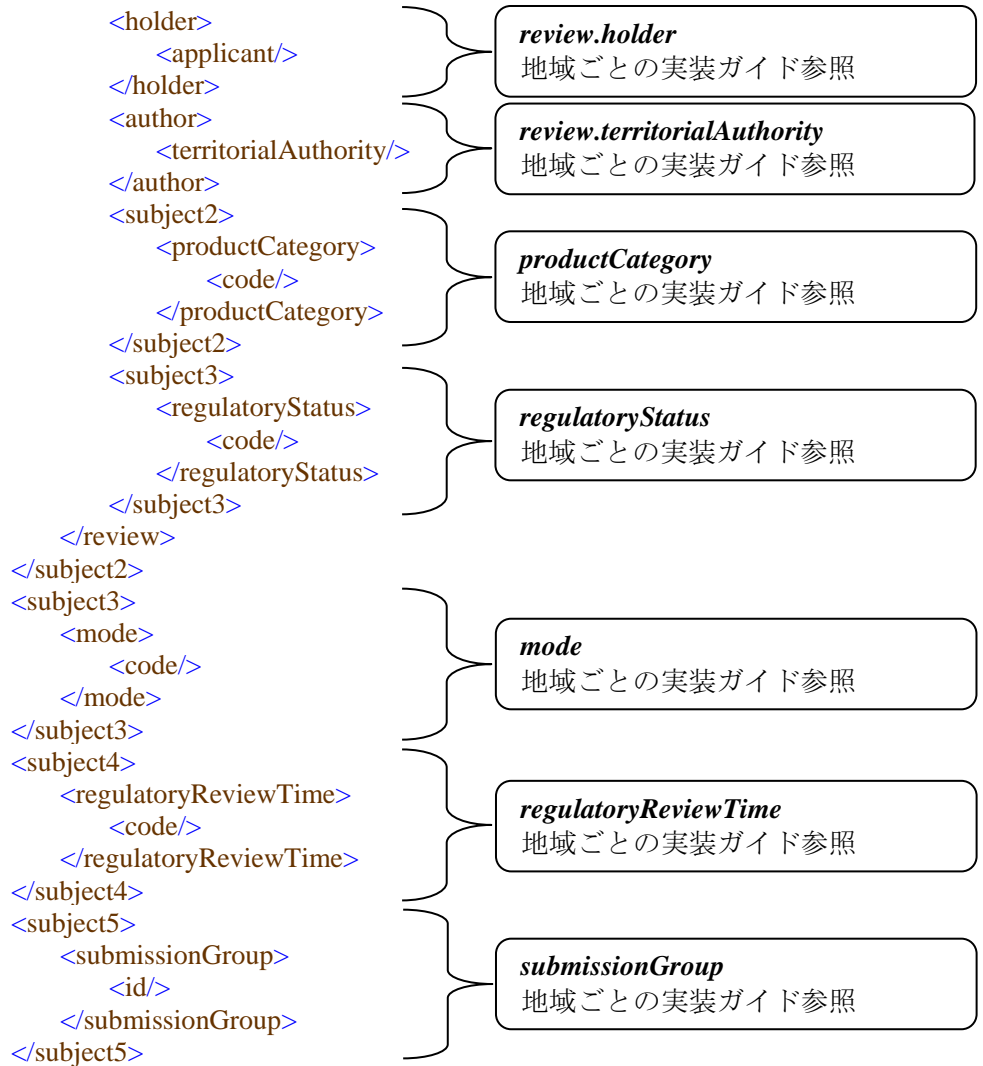 <holder>
<applicant/>
</holder>
<author>
<territorialAuthority/>
</author>
<subject2>
<productCategory>
<code/>
</productCategory>
</subject2>
<subject3>
<regulatoryStatus>
<code/>
</regulatoryStatus>
</subject3>
</review>
</subject2>
<subject3>
<mode>
<code/>
</mode>
</subject3>
<subject4>
<regulatoryReviewTime>
<code/>
</regulatoryReviewTime>
</subject4>
<subject5>
<submissionGroup>
<id/>
</submissionGroup>
</subject5>
review.holder
地域ごとの実装ガイド参照
review.territorialAuthority
地域ごとの実装ガイド参照
productCategory
地域ごとの実装ガイド参照
regulatoryStatus
地域ごとの実装ガイド参照
mode
地域ごとの実装ガイド参照
regulatoryReviewTime
地域ごとの実装ガイド参照
submissionGroup
地域ごとの実装ガイド参照